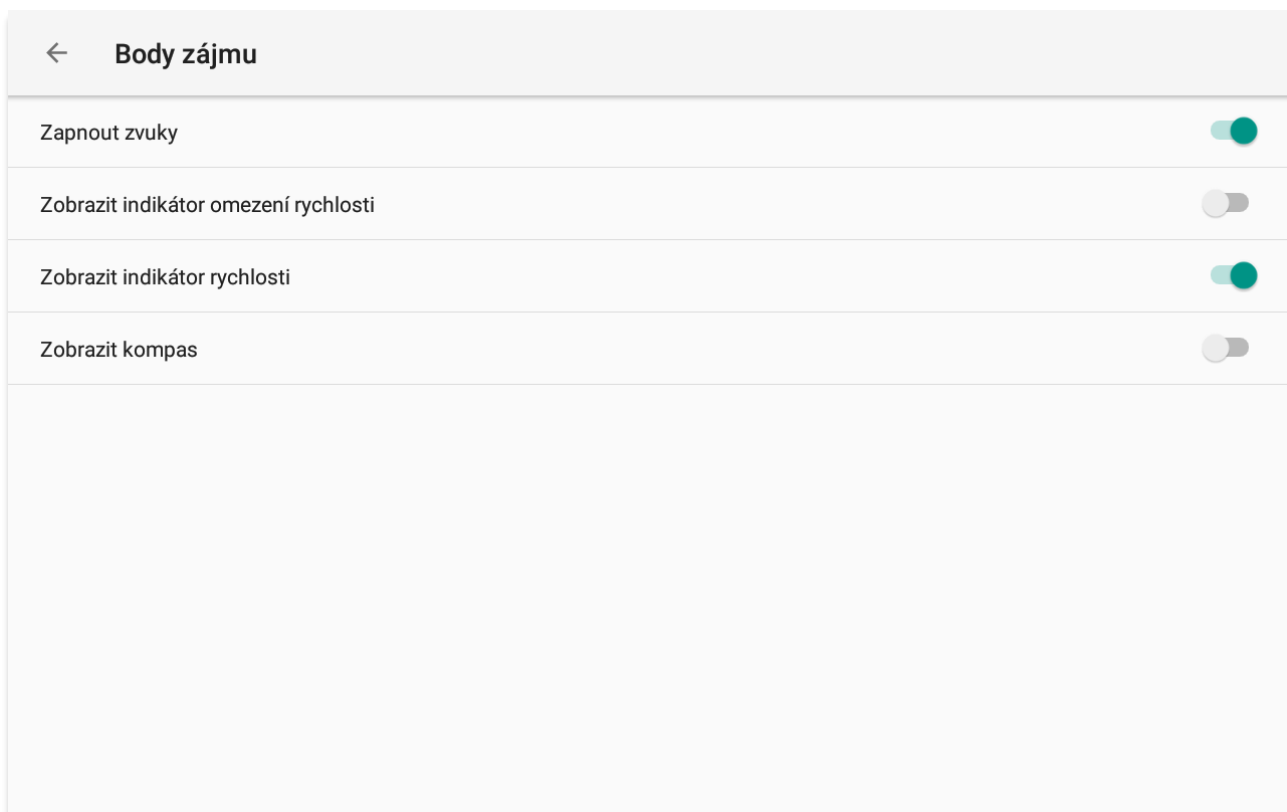 Body zájmu
Zapnout zvuky
Zobrazit indikátor omezení rychlosti
Zobrazit indikátor rychlosti
Zobrazit kompas